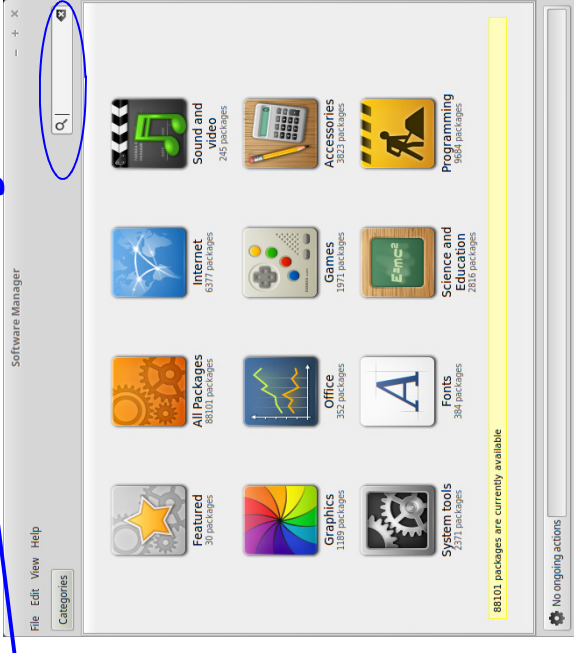 Software Manager
File Edit View Help
Categories
Featured
30 packages
All Packages
88101 packages
Internet
6377 packages
Sound and
video
245 packages
Graphics
1189 packages
Office
352 packages
Games
1971 packages
Accessories
3823 packages
System tools
2371 packages
Fonts
384 packages
E=mc²
Science and
Education
2816 packages
Programming
9684 packages
88101 packages are currently available
No ongoing actions